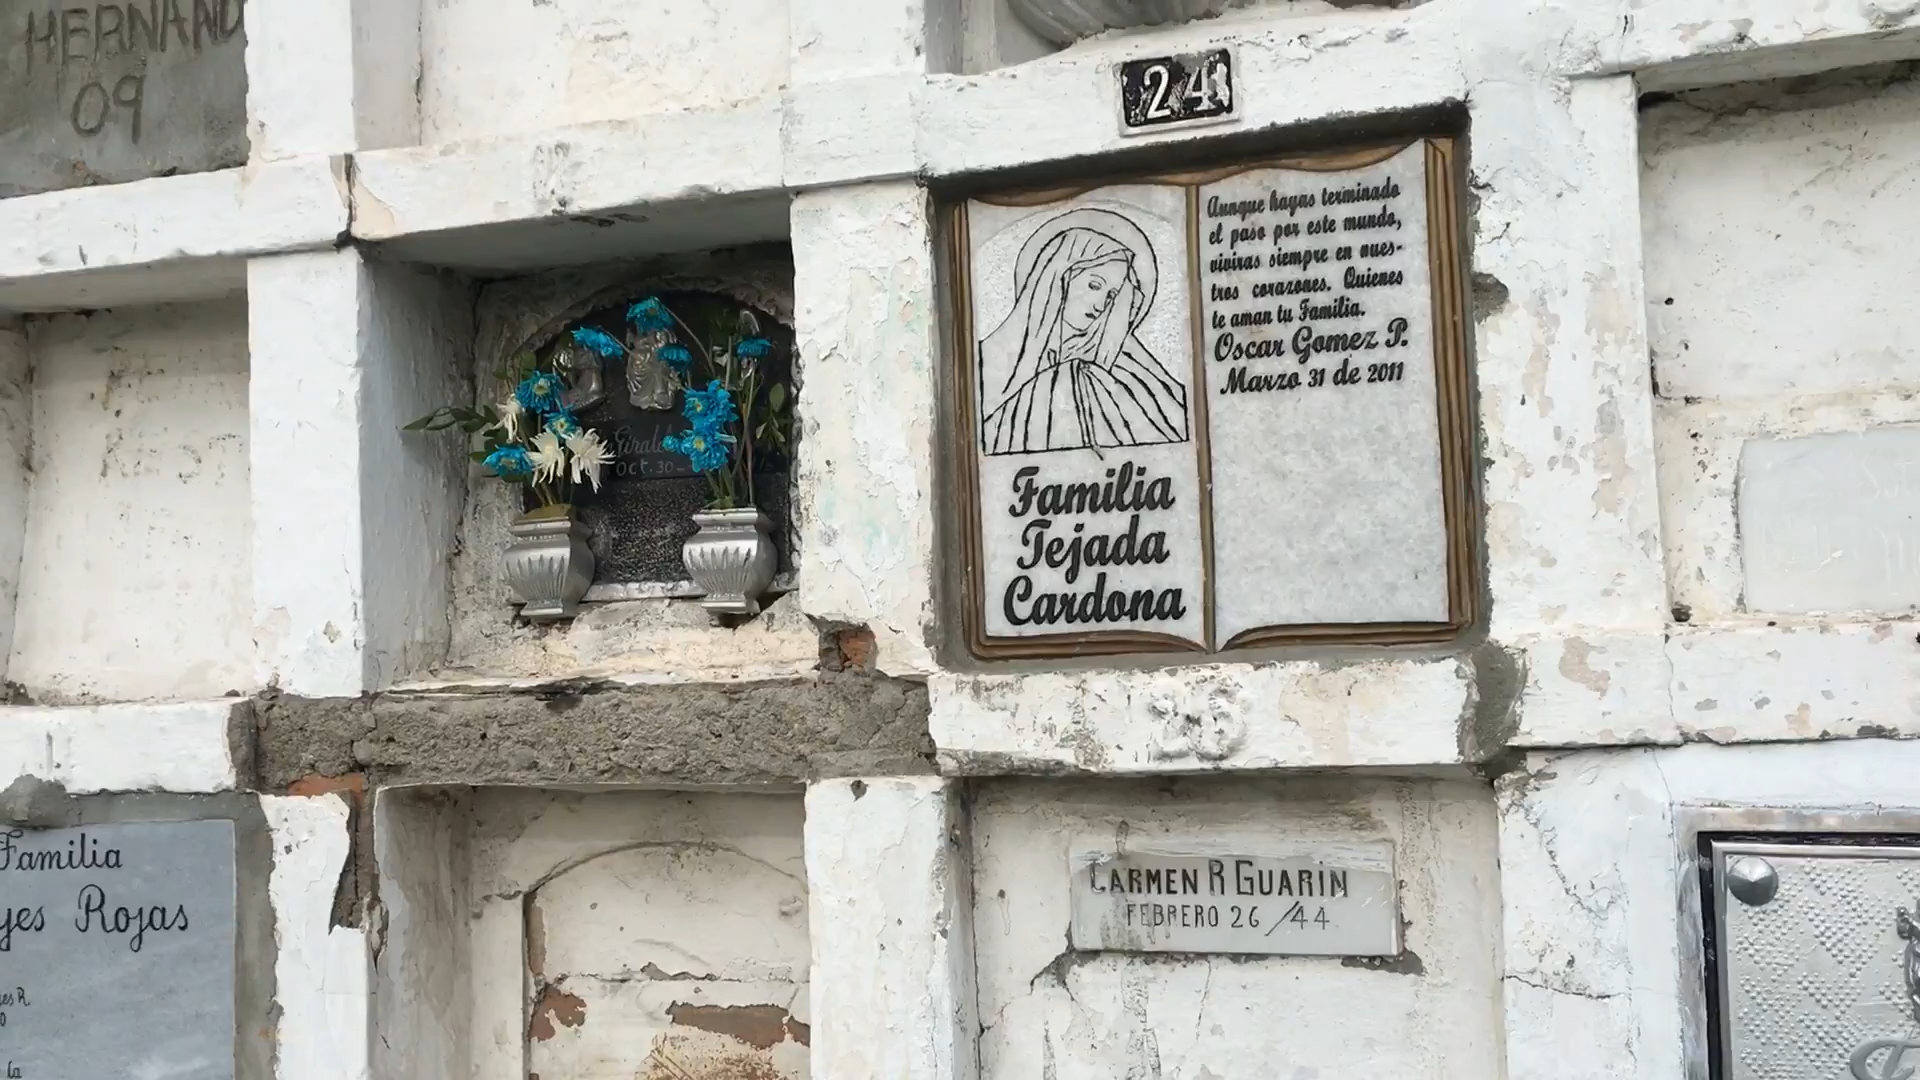 HERNAND
09
24
Aunque hayas terminado
el paso por este mundo,
viviras siempre en nues-
tros corazones. Quienes
te aman tu Familia.
Oscar Gomez P.
Marzo 31 de 2011
Familia
Tejada
Cardona
Oct. 30-
CARMEN R GUARIN
FEBRERO 26/44
Familia
yes Rojas
la